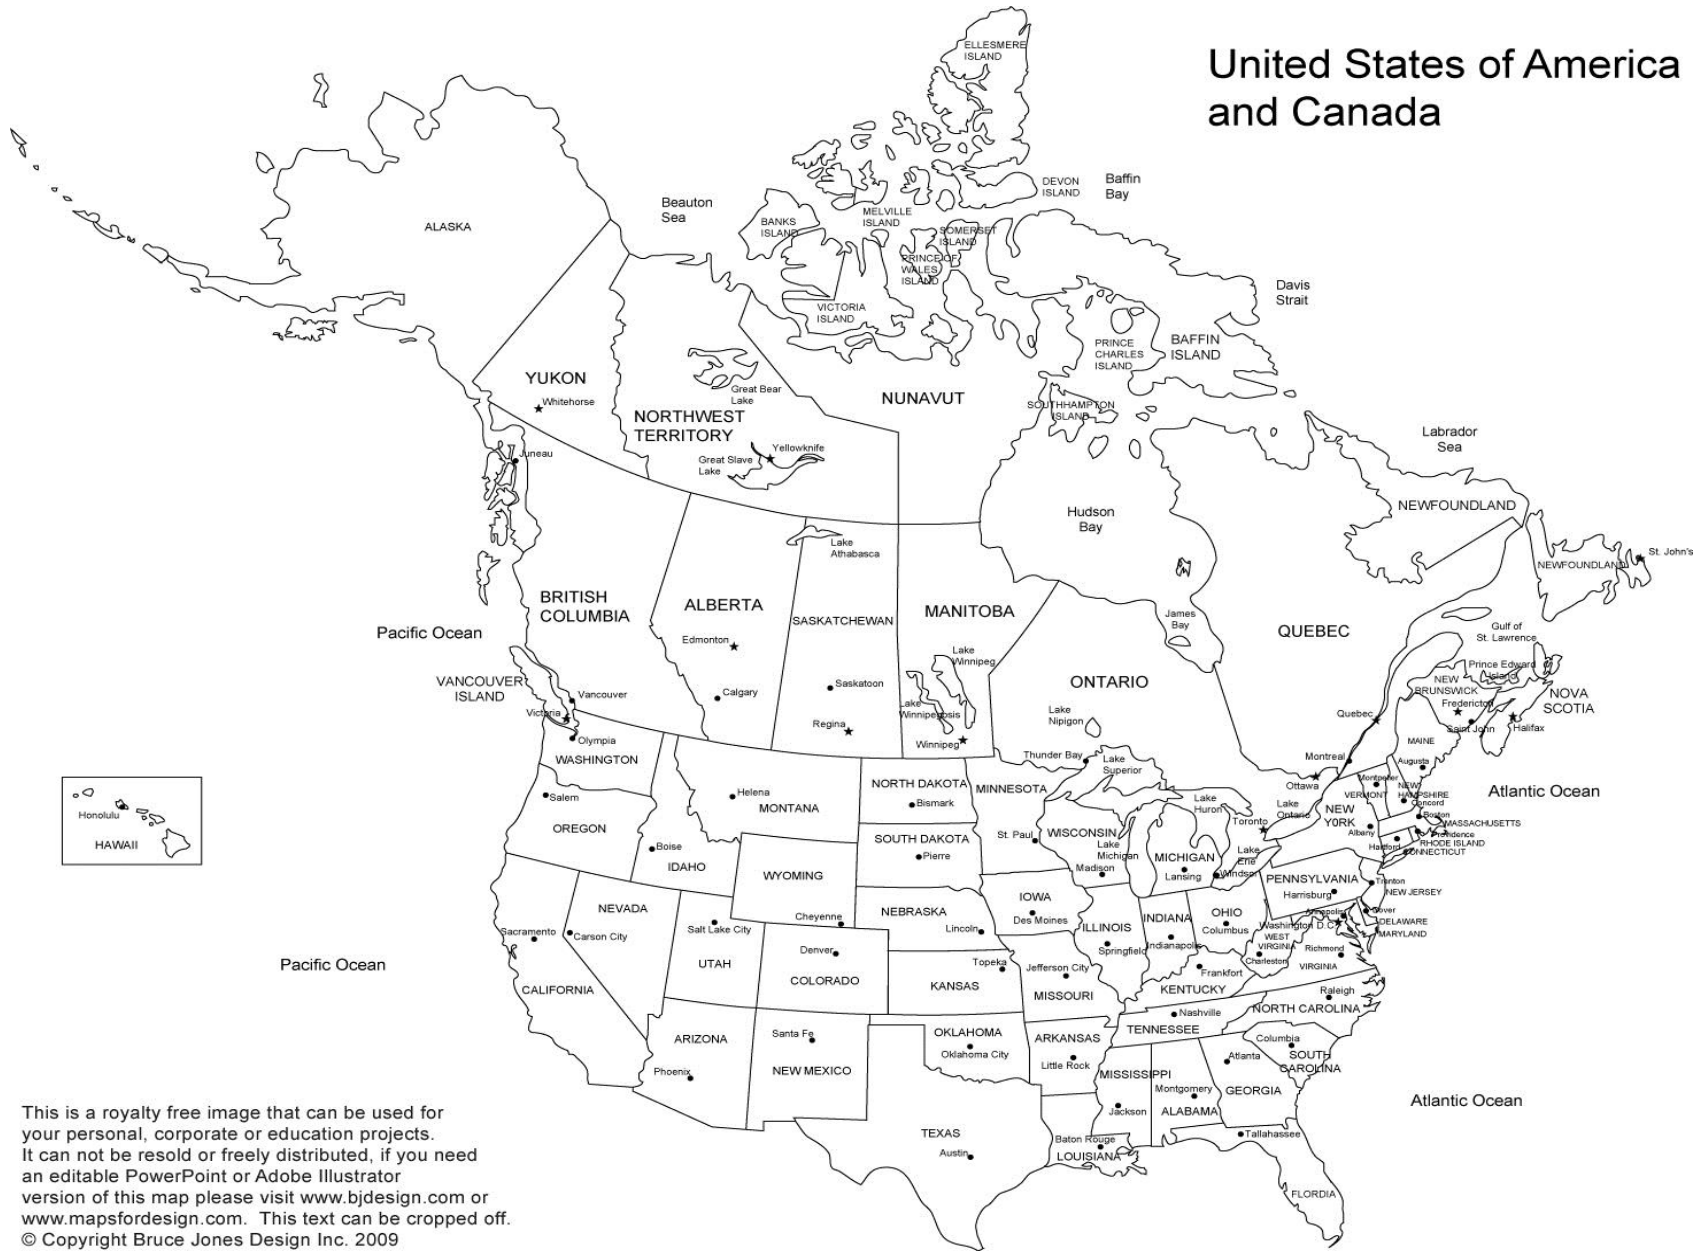 United States of America
and Canada
ELLESMERE
ISLAND
DEVON
ISLAND
Baffin
Bay
Beauton
Sea
BANKS
ISLAND
MELVILLE
ISLAND
SOMERSET
ISLAND
PRINCE OF
WALES
ISLAND
VICTORIA
ISLAND
ALASKA
Davis
Strait
PRINCE
CHARLES
ISLAND
BAFFIN
ISLAND
YUKON
Whitehorse
Great Bear
Lake
NORTHWEST
TERRITORY
NUNAVUT
SOUTHHAMPTON
ISLAND
Labrador
Sea
Juneau
Great Slave
Lake
Yellowknife
Hudson
Bay
NEWFOUNDLAND
NEWFOUNDLAND
St. John's
Lake
Athabasca
BRITISH
COLUMBIA
ALBERTA
SASKATCHEWAN
MANITOBA
James
Bay
QUEBEC
Gulf of
St. Lawrence
Pacific Ocean
Edmonton
Lake
Winnipeg
VANCOUVER
ISLAND
Vancouver
Victoria
Calgary
Saskatoon
Regina
Lake
Winnipegosis
Winnipeg
ONTARIO
Lake
Nipigon
Prince Edward
Island
NEW
BRUNSWICK
Fredericton
NOVA
SCOTIA
Quebec
Saint John
Halifax
Olympia
WASHINGTON
Thunder Bay
Lake
Superior
Montreal
MAINE
Augusta
Ottawa
Montpelier
VERMONT
NEW
HAMPSHIRE
Concord
Atlantic Ocean
Salem
OREGON
Helena
MONTANA
NORTH DAKOTA
Bismark
MINNESOTA
Lake
Huron
Lake
Ontario
Toronto
NEW
Y0RK
Albany
Boston
MASSACHUSETTS
Providence
RHODE ISLAND
Hartford
CONNECTICUT
Honolulu
HAWAII
Boise
IDAHO
SOUTH DAKOTA
Pierre
St. Paul
WISCONSIN
Lake
Michigan
Madison
MICHIGAN
Lansing
Lake
Erie
Windsor
WYOMING
Cheyenne
IOWA
Des Moines
PENNSYLVANIA
Harrisburg
Trenton
NEW JERSEY
NEVADA
Carson City
Sacramento
CALIFORNIA
Salt Lake City
UTAH
NEBRASKA
Lincoln
ILLINOIS
Springfield
INDIANA
Indianapolis
OHIO
Columbus
Annapolis
Dover
DELAWARE
Washington D.C.
MARYLAND
WEST
VIRGINIA
Charleston
Richmond
VIRGINIA
Pacific Ocean
Denver
COLORADO
Topeka
KANSAS
Jefferson City
MISSOURI
Frankfort
KENTUCKY
Raleigh
NORTH CAROLINA
ARIZONA
Phoenix
Santa Fe
NEW MEXICO
OKLAHOMA
Oklahoma City
ARKANSAS
Little Rock
Nashville
TENNESSEE
Columbia
SOUTH
CAROLINA
MISSISSIPPI
Jackson
Montgomery
ALABAMA
Atlanta
GEORGIA
Atlantic Ocean
TEXAS
Austin
Baton Rouge
LOUISIANA
Tallahassee
FLORDIA
This is a royalty free image that can be used for
your personal, corporate or education projects.
It can not be resold or freely distributed, if you need
an editable PowerPoint or Adobe Illustrator
version of this map please visit www.bjdesign.com or
www.mapsfordesign.com. This text can be cropped off.
© Copyright Bruce Jones Design Inc. 2009